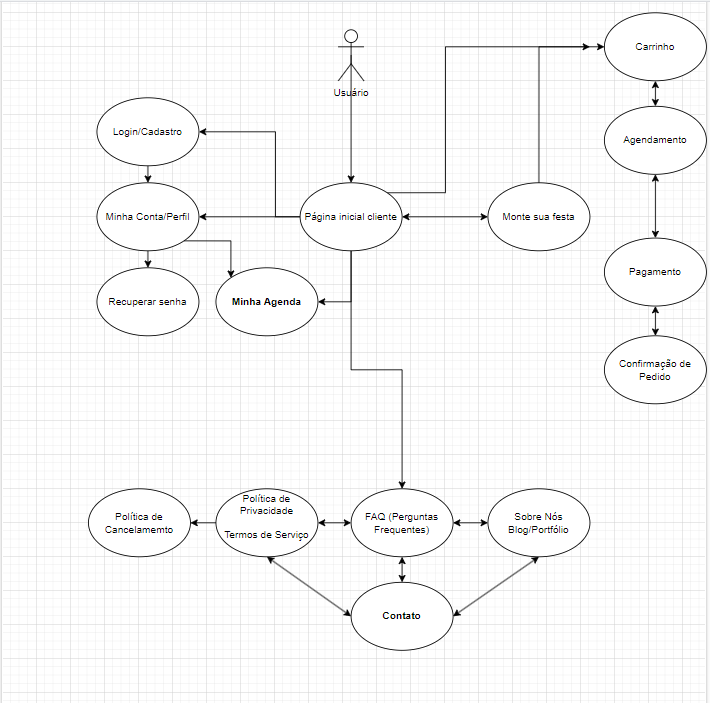 Carrinho
Usuário
Login/Cadastro
Agendamento
Minha Conta/Perfil
Página inicial cliente
Monte sua festa
Pagamento
Recuperar senha
Minha Agenda
Confirmação de
Pedido
Política de
Cancelamemto
Política de
Privacidade
Termos de Serviço
FAQ (Perguntas
Frequentes)
Sobre Nós
Blog/Portfólio
Contato